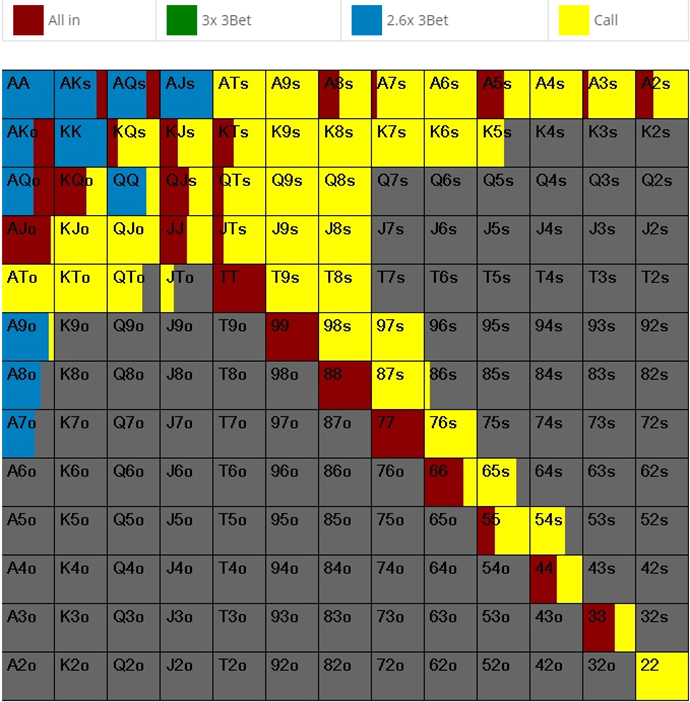 All in 3x 3Bet 2.6x 3Bet Call
AA AKs AQs AJs ATs A9s A8s A7s A6s A5s A4s A3s A2s
AKo KK KQs KJs KTs K9s K8s K7s K6s K5s K4s K3s K2s
AQo KQo QQ QJs QTs Q9s Q8s Q7s Q6s Q5s Q4s Q3s Q2s
AJo KJo QJo JJ JTs J9s J8s J7s J6s J5s J4s J3s J2s
ATo KTo QTo JTo TT T9s T8s T7s T6s T5s T4s T3s T2s
A9o K9o Q9o J9o T9o 99 98s 97s 96s 95s 94s 93s 92s
A8o K8o Q8o J8o T8o 98o 88 87s 86s 85s 84s 83s 82s
A7o K7o Q7o J7o T7o 97o 87o 77 76s 75s 74s 73s 72s
A6o K6o Q6o J6o T6o 96o 86o 76o 66 65s 64s 63s 62s
A5o K5o Q5o J5o T5o 95o 85o 75o 65o 55 54s 53s 52s
A4o K4o Q4o J4o T4o 94o 84o 74o 64o 54o 44 43s 42s
A3o K3o Q3o J3o T3o 93o 83o 73o 63o 53o 43o 33 32s
A2o K2o Q2o J2o T2o 92o 82o 72o 62o 52o 42o 32o 22